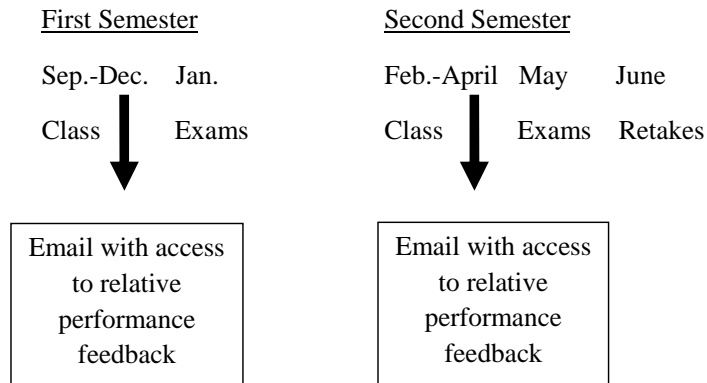 First Semester
Second Semester
Sep.-Dec. Jan.
Feb.-April May June
Class Exams
Class Exams Retakes
Email with access
to relative
performance
feedback
Email with access
to relative
performance
feedback